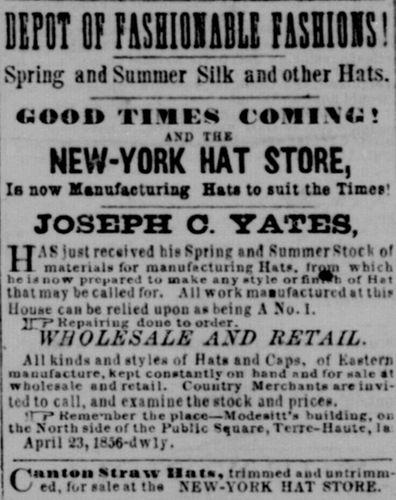 DEPOT OF FASHIONABLE FASHIONS!
Spring and Summer Silk and other Hats.
GOOD TIMES COMING!
AND THE
NEW-YORK HAT STORE,
Is now Manufacturing Hats to suit the Times!
JOSEPH C. YATES,
HAS just received his Spring and Summer Stock of
materials for manufacturing Hats, from which
he is now prepared to make any style or finish of Hat
that may be called for. All work manufactured at this
House can be relied upon as being A No. 1.
☞ Repairing done to order.
WHOLESALE AND RETAIL.
All kinds and styles of Hats and Caps, of Eastern
manufacture, kept constantly on hand and for sale at
wholesale and retail. Country Merchants are invi-
ted to call, and examine the stock and prices.
☞ Remember the place—Modesitt's building, on
the North side of the Public Square, Terre-Haute, Ia
April 23, 1856-dw1y.
Canton Straw Hats, trimmed and untrimm-
ed, for sale at the NEW-YORK HAT STORE.